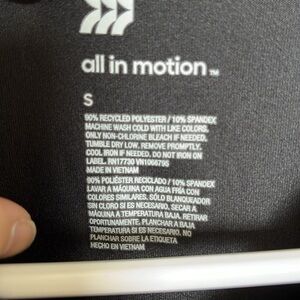 all in motion™
S
90% RECYCLED POLYESTER / 10% SPANDEX
MACHINE WASH COLD WITH LIKE COLORS.
ONLY NON-CHLORINE BLEACH IF NEEDED.
TUMBLE DRY LOW. REMOVE PROMPTLY.
COOL IRON IF NEEDED. DO NOT IRON ON
LABEL. RN17730 VN1066795
MADE IN VIETNAM
90% POLIÉSTER RECICLADO / 10% SPANDEX
LAVAR A MÁQUINA CON AGUA FRÍA CON
COLORES SIMILARES. SÓLO BLANQUEADOR
SIN CLORO SI ES NECESARIO. SECAR A
MÁQUINA A TEMPERATURA BAJA. RETIRAR
OPORTUNAMENTE. PLANCHAR A BAJA
TEMPERATURA SI ES NECESARIO. NO
PLANCHAR SOBRE LA ETIQUETA
HECHO EN VIETNAM